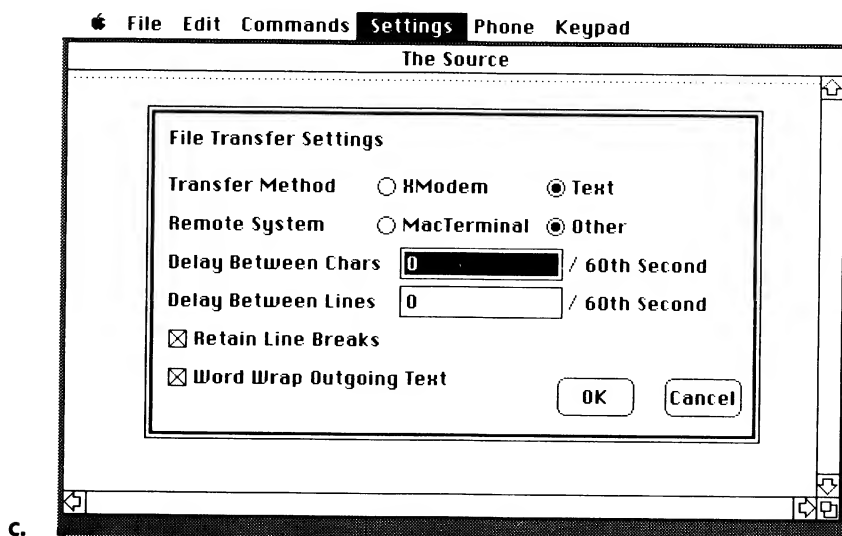 File Edit Commands Settings Phone Keypad
The Source
File Transfer Settings
Transfer Method XModem Text
Remote System MacTerminal Other
Delay Between Chars 0 / 60th Second
Delay Between Lines 0 / 60th Second
Retain Line Breaks
Word Wrap Outgoing Text
OK Cancel
c.